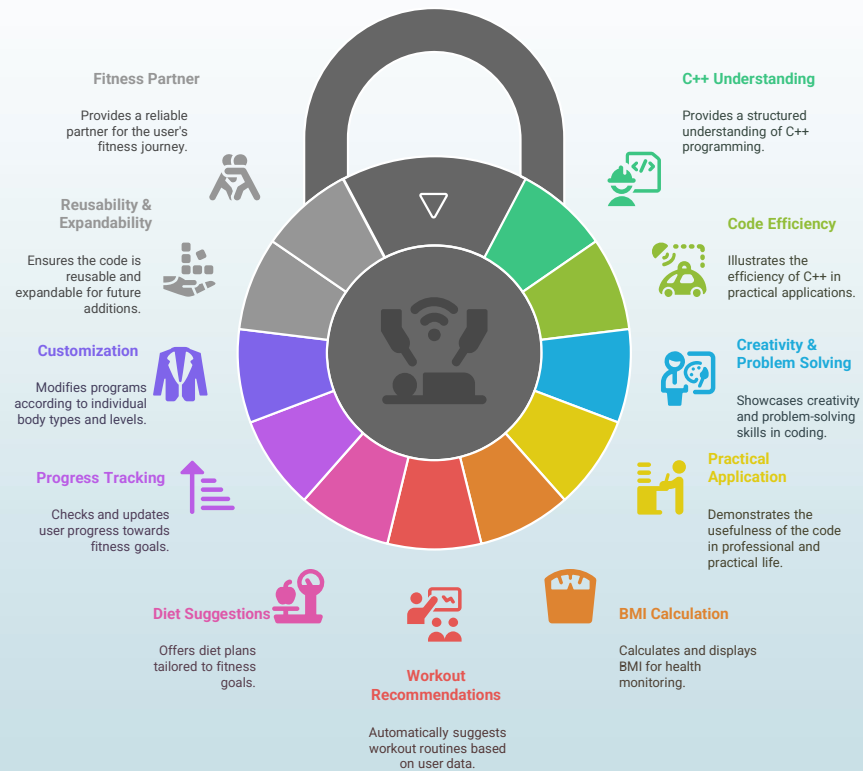 Fitness Partner
Provides a reliable
partner for the user's
fitness journey.
Reusability &
Expandability
Ensures the code is
reusable and
expandable for future
additions.
Customization
Modifies programs
according to individual
body types and levels.
Progress Tracking
Checks and updates
user progress towards
fitness goals.
Diet Suggestions
Offers diet plans
tailored to fitness
goals.
Workout
Recommendations
Automatically suggests
workout routines based
on user data.
BMI Calculation
Calculates and displays
BMI for health
monitoring.
Practical
Application
Demonstrates the
usefulness of the code
in professional and
practical life.
Creativity &
Problem Solving
Showcases creativity
and problem-solving
skills in coding.
Code Efficiency
Illustrates the
efficiency of C++ in
practical applications.
C++ Understanding
Provides a structured
understanding of C++
programming.